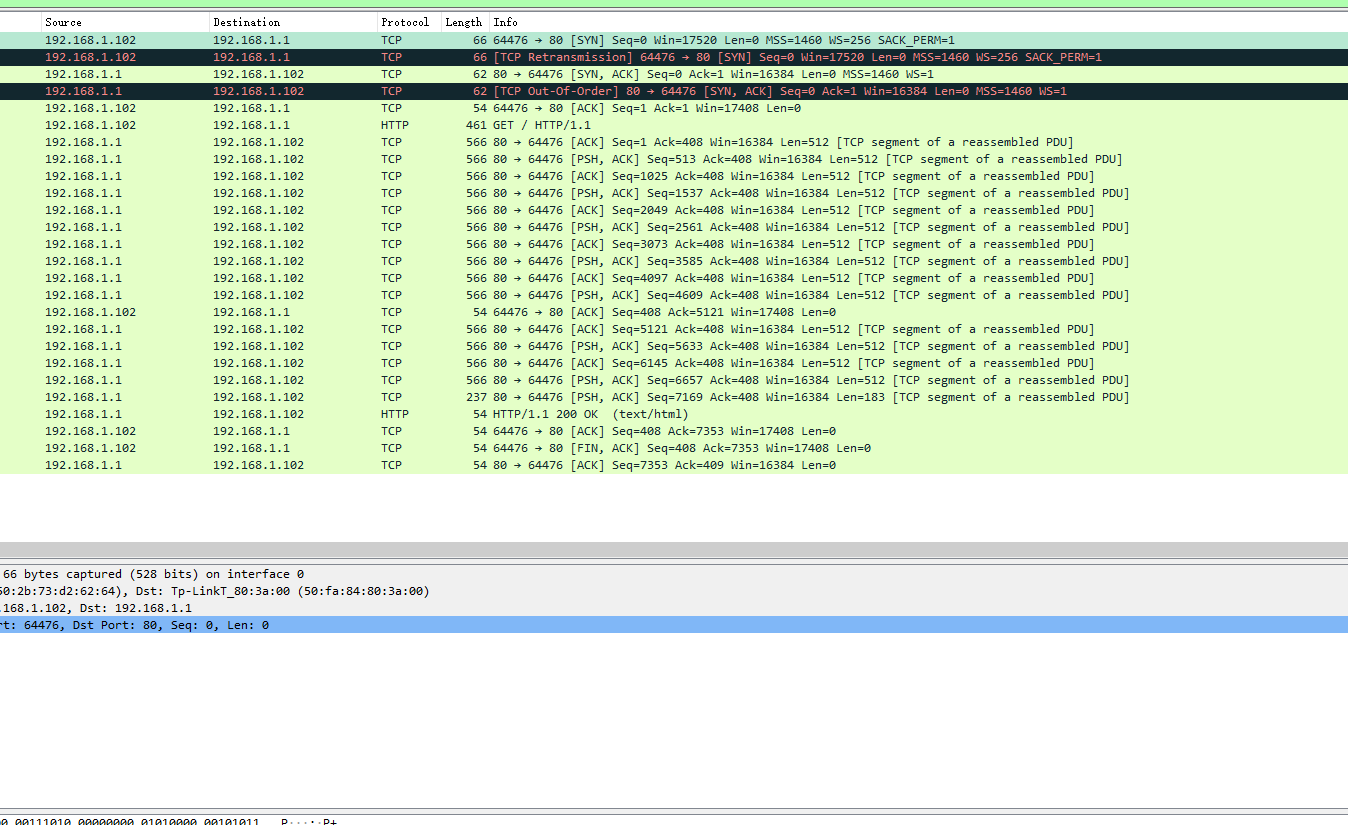 Source Destination Protocol Length Info
192.168.1.102 192.168.1.1 TCP 66 64476 → 80 [SYN] Seq=0 Win=17520 Len=0 MSS=1460 WS=256 SACK_PERM=1
192.168.1.102 192.168.1.1 TCP 66 [TCP Retransmission] 64476 → 80 [SYN] Seq=0 Win=17520 Len=0 MSS=1460 WS=256 SACK_PERM=1
192.168.1.1 192.168.1.102 TCP 62 80 → 64476 [SYN, ACK] Seq=0 Ack=1 Win=16384 Len=0 MSS=1460 WS=1
192.168.1.1 192.168.1.102 TCP 62 [TCP Out-Of-Order] 80 → 64476 [SYN, ACK] Seq=0 Ack=1 Win=16384 Len=0 MSS=1460 WS=1
192.168.1.102 192.168.1.1 TCP 54 64476 → 80 [ACK] Seq=1 Ack=1 Win=17408 Len=0
192.168.1.102 192.168.1.1 HTTP 461 GET / HTTP/1.1
192.168.1.1 192.168.1.102 TCP 566 80 → 64476 [ACK] Seq=1 Ack=408 Win=16384 Len=512 [TCP segment of a reassembled PDU]
192.168.1.1 192.168.1.102 TCP 566 80 → 64476 [PSH, ACK] Seq=513 Ack=408 Win=16384 Len=512 [TCP segment of a reassembled PDU]
192.168.1.1 192.168.1.102 TCP 566 80 → 64476 [ACK] Seq=1025 Ack=408 Win=16384 Len=512 [TCP segment of a reassembled PDU]
192.168.1.1 192.168.1.102 TCP 566 80 → 64476 [PSH, ACK] Seq=1537 Ack=408 Win=16384 Len=512 [TCP segment of a reassembled PDU]
192.168.1.1 192.168.1.102 TCP 566 80 → 64476 [ACK] Seq=2049 Ack=408 Win=16384 Len=512 [TCP segment of a reassembled PDU]
192.168.1.1 192.168.1.102 TCP 566 80 → 64476 [PSH, ACK] Seq=2561 Ack=408 Win=16384 Len=512 [TCP segment of a reassembled PDU]
192.168.1.1 192.168.1.102 TCP 566 80 → 64476 [ACK] Seq=3073 Ack=408 Win=16384 Len=512 [TCP segment of a reassembled PDU]
192.168.1.1 192.168.1.102 TCP 566 80 → 64476 [PSH, ACK] Seq=3585 Ack=408 Win=16384 Len=512 [TCP segment of a reassembled PDU]
192.168.1.1 192.168.1.102 TCP 566 80 → 64476 [ACK] Seq=4097 Ack=408 Win=16384 Len=512 [TCP segment of a reassembled PDU]
192.168.1.1 192.168.1.102 TCP 566 80 → 64476 [PSH, ACK] Seq=4609 Ack=408 Win=16384 Len=512 [TCP segment of a reassembled PDU]
192.168.1.102 192.168.1.1 TCP 54 64476 → 80 [ACK] Seq=408 Ack=5121 Win=17408 Len=0
192.168.1.1 192.168.1.102 TCP 566 80 → 64476 [ACK] Seq=5121 Ack=408 Win=16384 Len=512 [TCP segment of a reassembled PDU]
192.168.1.1 192.168.1.102 TCP 566 80 → 64476 [PSH, ACK] Seq=5633 Ack=408 Win=16384 Len=512 [TCP segment of a reassembled PDU]
192.168.1.1 192.168.1.102 TCP 566 80 → 64476 [ACK] Seq=6145 Ack=408 Win=16384 Len=512 [TCP segment of a reassembled PDU]
192.168.1.1 192.168.1.102 TCP 566 80 → 64476 [PSH, ACK] Seq=6657 Ack=408 Win=16384 Len=512 [TCP segment of a reassembled PDU]
192.168.1.1 192.168.1.102 TCP 237 80 → 64476 [PSH, ACK] Seq=7169 Ack=408 Win=16384 Len=183 [TCP segment of a reassembled PDU]
192.168.1.1 192.168.1.102 HTTP 54 HTTP/1.1 200 OK (text/html)
192.168.1.102 192.168.1.1 TCP 54 64476 → 80 [ACK] Seq=408 Ack=7353 Win=17408 Len=0
192.168.1.102 192.168.1.1 TCP 54 64476 → 80 [FIN, ACK] Seq=408 Ack=7353 Win=17408 Len=0
192.168.1.1 192.168.1.102 TCP 54 80 → 64476 [ACK] Seq=7353 Ack=409 Win=16384 Len=0
66 bytes captured (528 bits) on interface 0
50:2b:73:d2:62:64), Dst: Tp-LinkT_80:3a:00 (50:fa:84:80:3a:00)
.168.1.102, Dst: 192.168.1.1
rt: 64476, Dst Port: 80, Seq: 0, Len: 0
00 00111010 00000000 01010000 00101011 P···:·P+